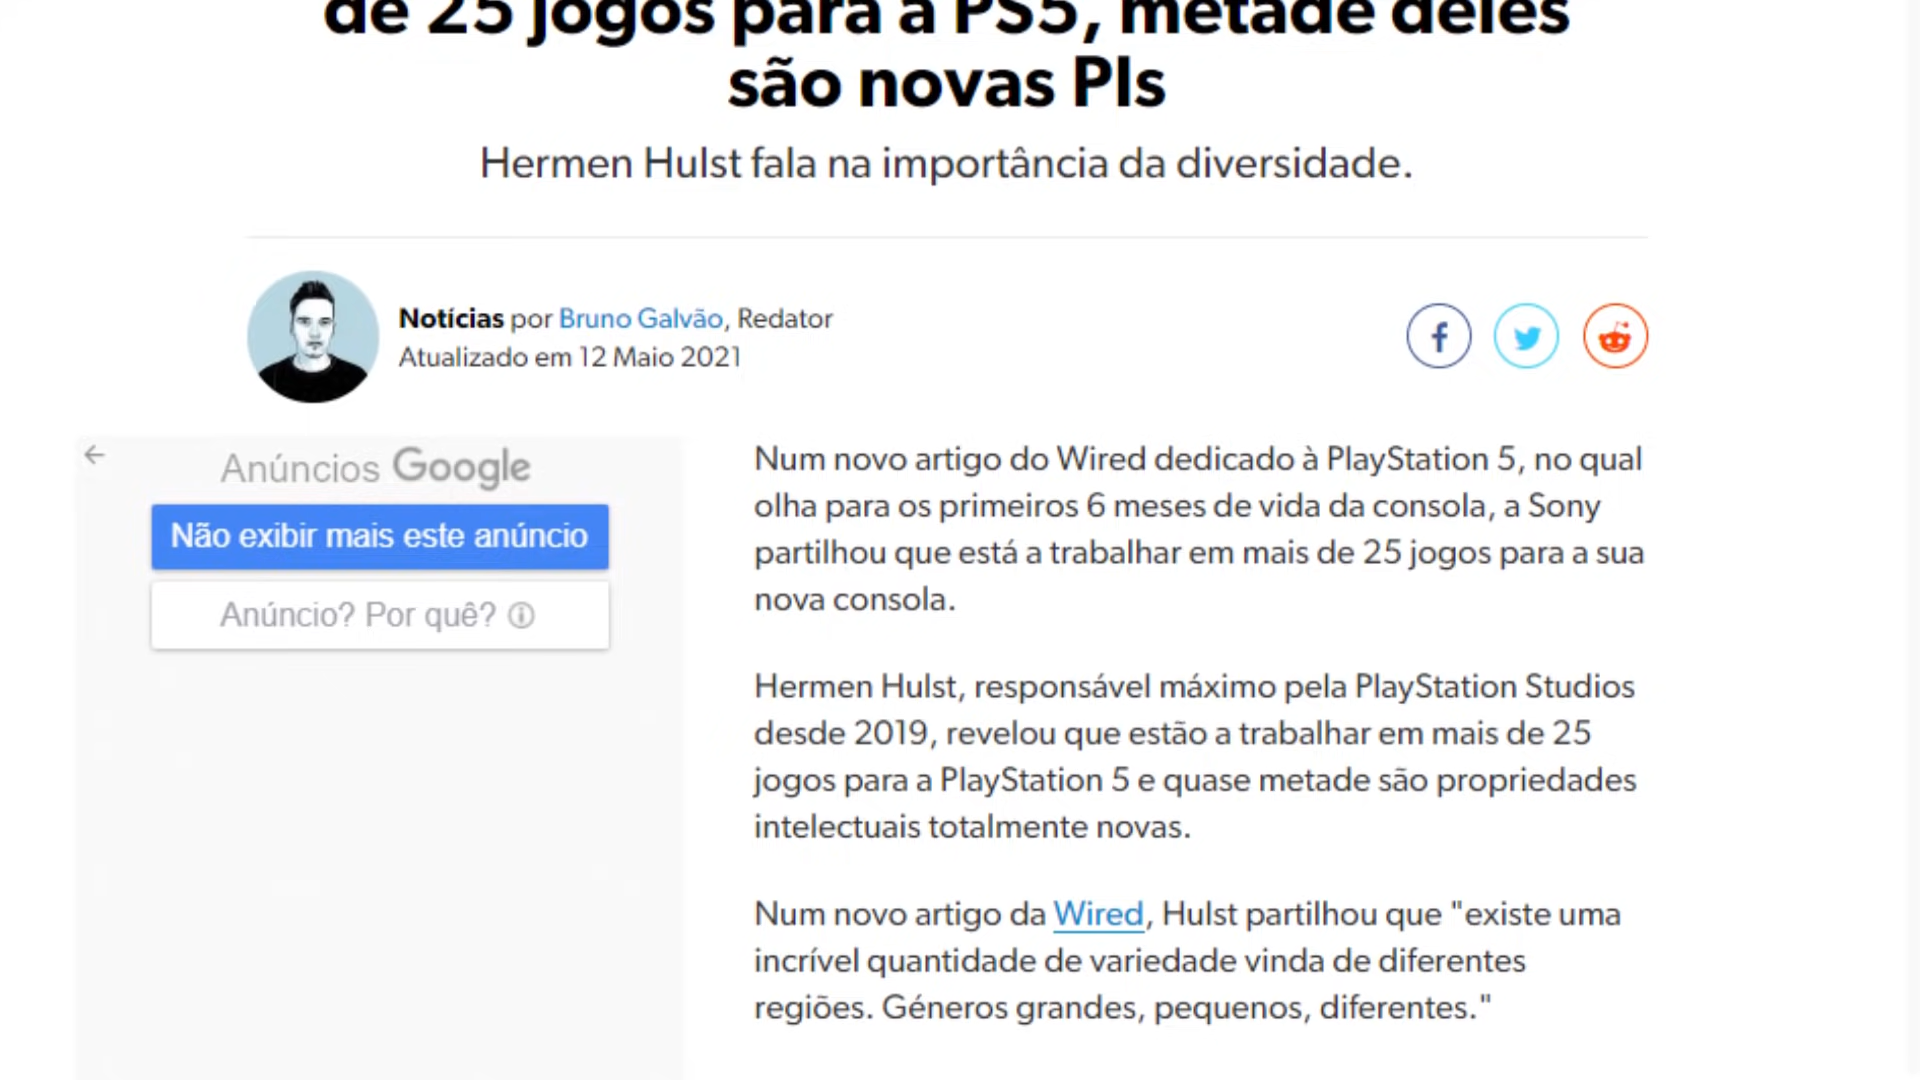 de 25 jogos para a PS5, metade deles
são novas PIs
Hermen Hulst fala na importância da diversidade.
Notícias por Bruno Galvão, Redator
Atualizado em 12 Maio 2021
Anúncios Google
Não exibir mais este anúncio
Anúncio? Por quê?
Num novo artigo do Wired dedicado à PlayStation 5, no qual
olha para os primeiros 6 meses de vida da consola, a Sony
partilhou que está a trabalhar em mais de 25 jogos para a sua
nova consola.
Hermen Hulst, responsável máximo pela PlayStation Studios
desde 2019, revelou que estão a trabalhar em mais de 25
jogos para a PlayStation 5 e quase metade são propriedades
intelectuais totalmente novas.
Num novo artigo da Wired, Hulst partilhou que "existe uma
incrível quantidade de variedade vinda de diferentes
regiões. Géneros grandes, pequenos, diferentes."